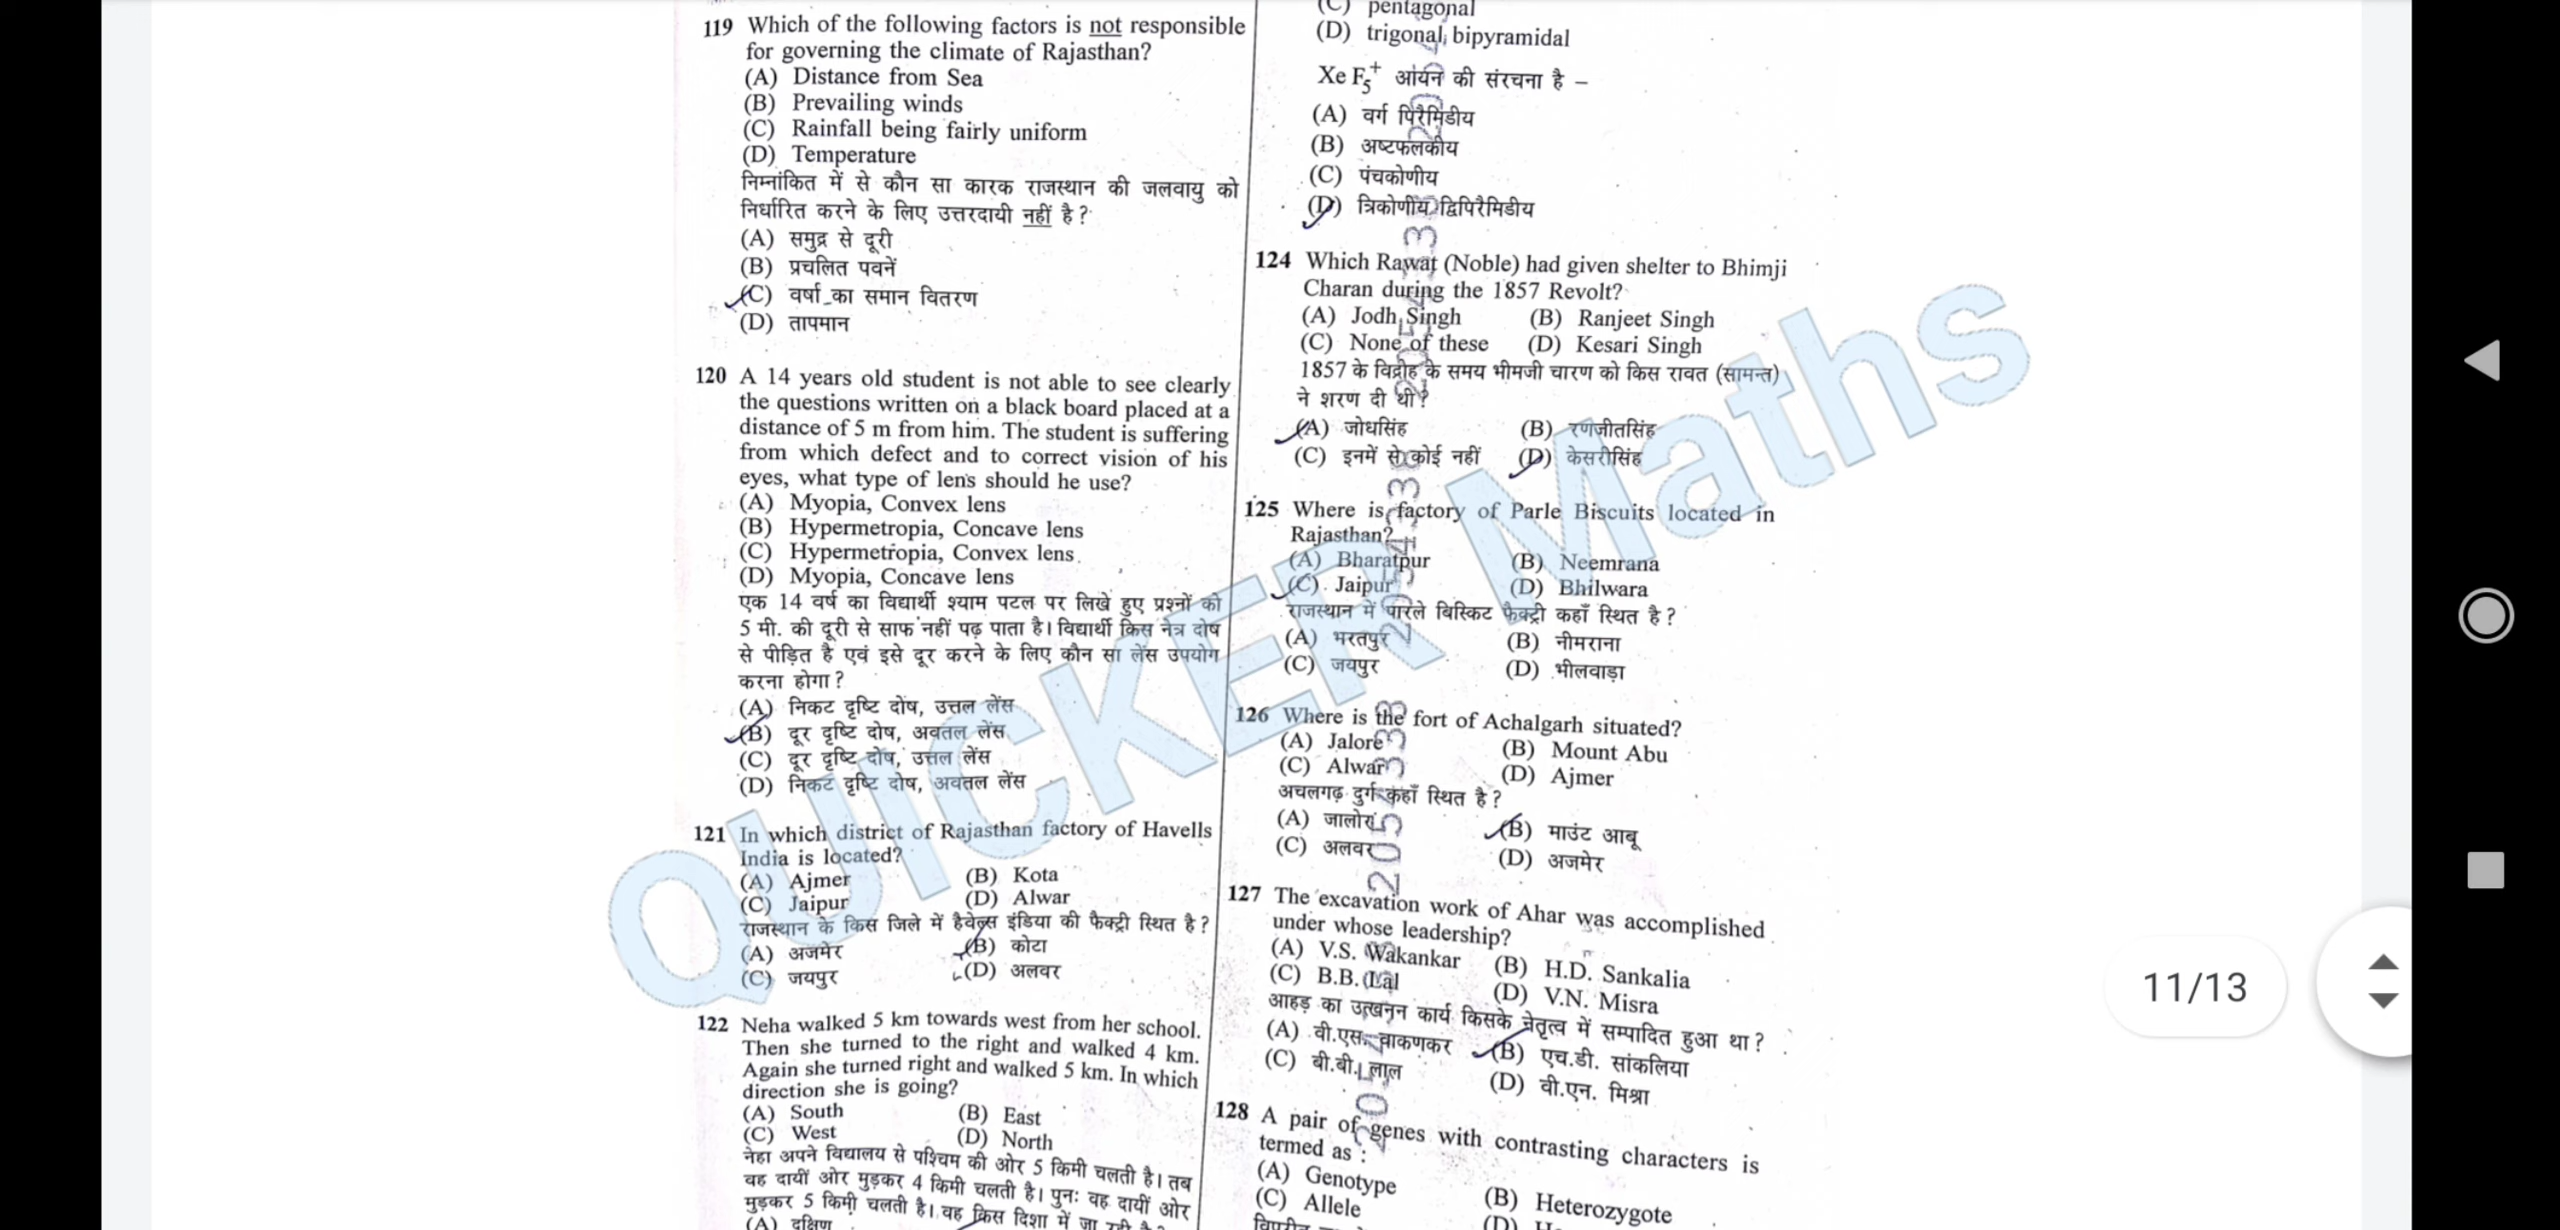 119 Which of the following factors is not responsible
for governing the climate of Rajasthan?
(A) Distance from Sea
(B) Prevailing winds
(C) Rainfall being fairly uniform
(D) Temperature
निम्नांकित में से कौन सा कारक राजस्थान की जलवायु को
निर्धारित करने के लिए उत्तरदायी नहीं है ?
(A) समुद्र से दूरी
(B) प्रचलित पवनें
(C) वर्षा का समान वितरण
(D) तापमान
120 A 14 years old student is not able to see clearly
the questions written on a black board placed at a
distance of 5 m from him. The student is suffering
from which defect and to correct vision of his
eyes, what type of lens should he use?
(A) Myopia, Convex lens
(B) Hypermetropia, Concave lens
(C) Hypermetropia, Convex lens
(D) Myopia, Concave lens
एक 14 वर्ष का विद्यार्थी श्याम पटल पर लिखे हुए प्रश्नों को
5 मी. की दूरी से साफ नहीं पढ़ पाता है। विद्यार्थी किस नेत्र दोष
से पीड़ित है एवं इसे दूर करने के लिए कौन सा लेंस उपयोग
करना होगा ?
(A) निकट दृष्टि दोष, उत्तल लेंस
(B) दूर दृष्टि दोष, अवतल लेंस
(C) दूर दृष्टि दोष, उत्तल लेंस
(D) निकट दृष्टि दोष, अवतल लेंस
121 In which district of Rajasthan factory of Havells
India is located?
(A) Ajmer (B) Kota
(C) Jaipur (D) Alwar
राजस्थान के किस जिले में हैवेल्स इंडिया की फैक्ट्री स्थित है ?
(A) अजमेर (B) कोटा
(C) जयपुर (D) अलवर
122 Neha walked 5 km towards west from her school.
Then she turned to the right and walked 4 km.
Again she turned right and walked 5 km. In which
direction she is going?
(A) South (B) East
(C) West (D) North
नेहा अपने विद्यालय से पश्चिम की ओर 5 किमी चलती है। तब
वह दायीं ओर मुड़कर 4 किमी चलती है। पुनः वह दायीं ओर
मुड़कर 5 किमी चलती है। वह किस दिशा में जा रही है ?
(A) दक्षिण
(C) pentagonal
(D) trigonal bipyramidal
Xe F5+ आयन की संरचना है –
(A) वर्ग पिरैमिडीय
(B) अष्टफलकीय
(C) पंचकोणीय
(D) त्रिकोणीय द्विपिरैमिडीय
124 Which Rawat (Noble) had given shelter to Bhimji
Charan during the 1857 Revolt?
(A) Jodh Singh (B) Ranjeet Singh
(C) None of these (D) Kesari Singh
1857 के विद्रोह के समय भीमजी चारण को किस रावत (सामन्त)
ने शरण दी थी?
(A) जोधसिंह (B) रणजीतसिंह
(C) इनमें से कोई नहीं (D) केसरीसिंह
125 Where is factory of Parle Biscuits located in
Rajasthan?
(A) Bharatpur (B) Neemrana
(C) Jaipur (D) Bhilwara
राजस्थान में पारले बिस्किट फैक्ट्री कहाँ स्थित है ?
(A) भरतपुर (B) नीमराना
(C) जयपुर (D) भीलवाड़ा
126 Where is the fort of Achalgarh situated?
(A) Jalore (B) Mount Abu
(C) Alwar (D) Ajmer
अचलगढ़ दुर्ग कहाँ स्थित है ?
(A) जालोर (B) माउंट आबू
(C) अलवर (D) अजमेर
127 The excavation work of Ahar was accomplished
under whose leadership?
(A) V.S. Wakankar (B) H.D. Sankalia
(C) B.B. Lal (D) V.N. Misra
आहड़ का उत्खनन कार्य किसके नेतृत्व में सम्पादित हुआ था ?
(A) वी.एस. वाकणकर (B) एच.डी. सांकलिया
(C) बी.बी. लाल (D) वी.एन. मिश्रा
128 A pair of genes with contrasting characters is
termed as :
(A) Genotype (B) Heterozygote
(C) Allele (D)
QUICKER Maths
11/13